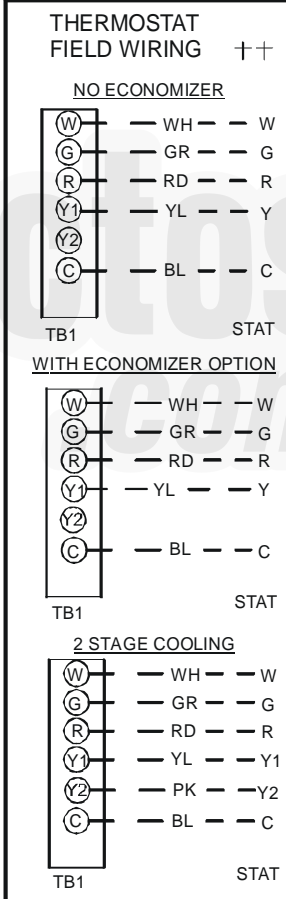 THERMOSTAT
FIELD WIRING ++
NO ECONOMIZER
W WH W
G GR G
R RD R
Y1 YL Y
Y2
C BL C
TB1 STAT
WITH ECONOMIZER OPTION
W WH W
G GR G
R RD R
Y1 YL Y
Y2
C BL C
TB1 STAT
2 STAGE COOLING
W WH W
G GR G
R RD R
Y1 YL Y1
Y2 PK Y2
C BL C
TB1 STAT